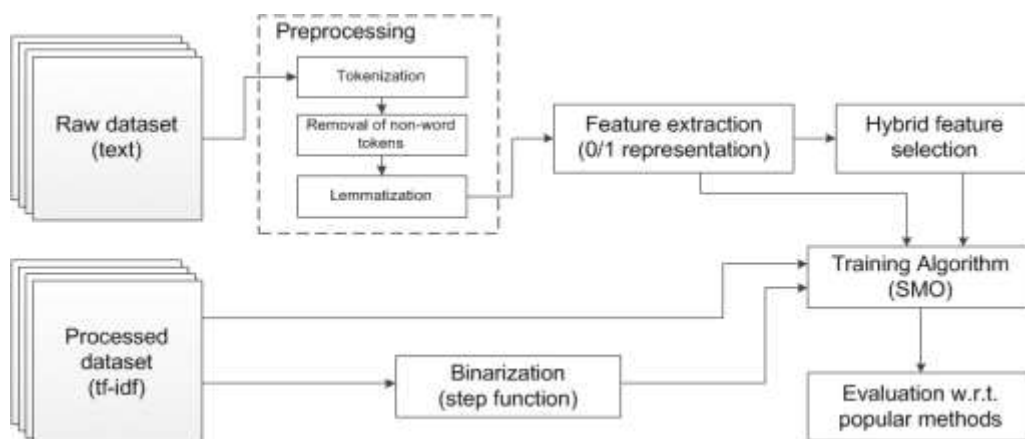 Preprocessing
Raw dataset
(text)
Tokenization
Removal of non-word
tokens
Lemmatization
Feature extraction
(0/1 representation)
Hybrid feature
selection
Training Algorithm
(SMO)
Processed
dataset
(tf-idf)
Binarization
(step function)
Evaluation w.r.t.
popular methods